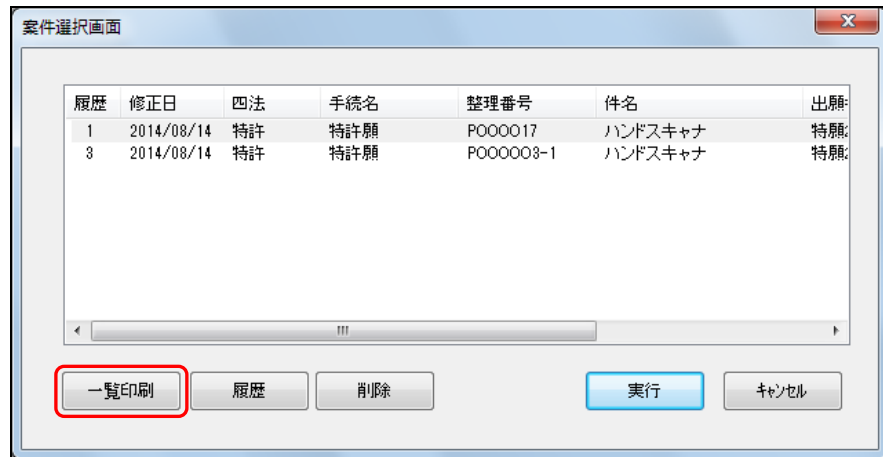 案件選択画面
履歴 修正日 四法 手続名 整理番号 件名 出願
1 2014/08/14 特許 特許願 P000017 ハンドスキャナ 特願
3 2014/08/14 特許 特許願 P000003-1 ハンドスキャナ 特願
一覧印刷 履歴 削除 実行 キャンセル